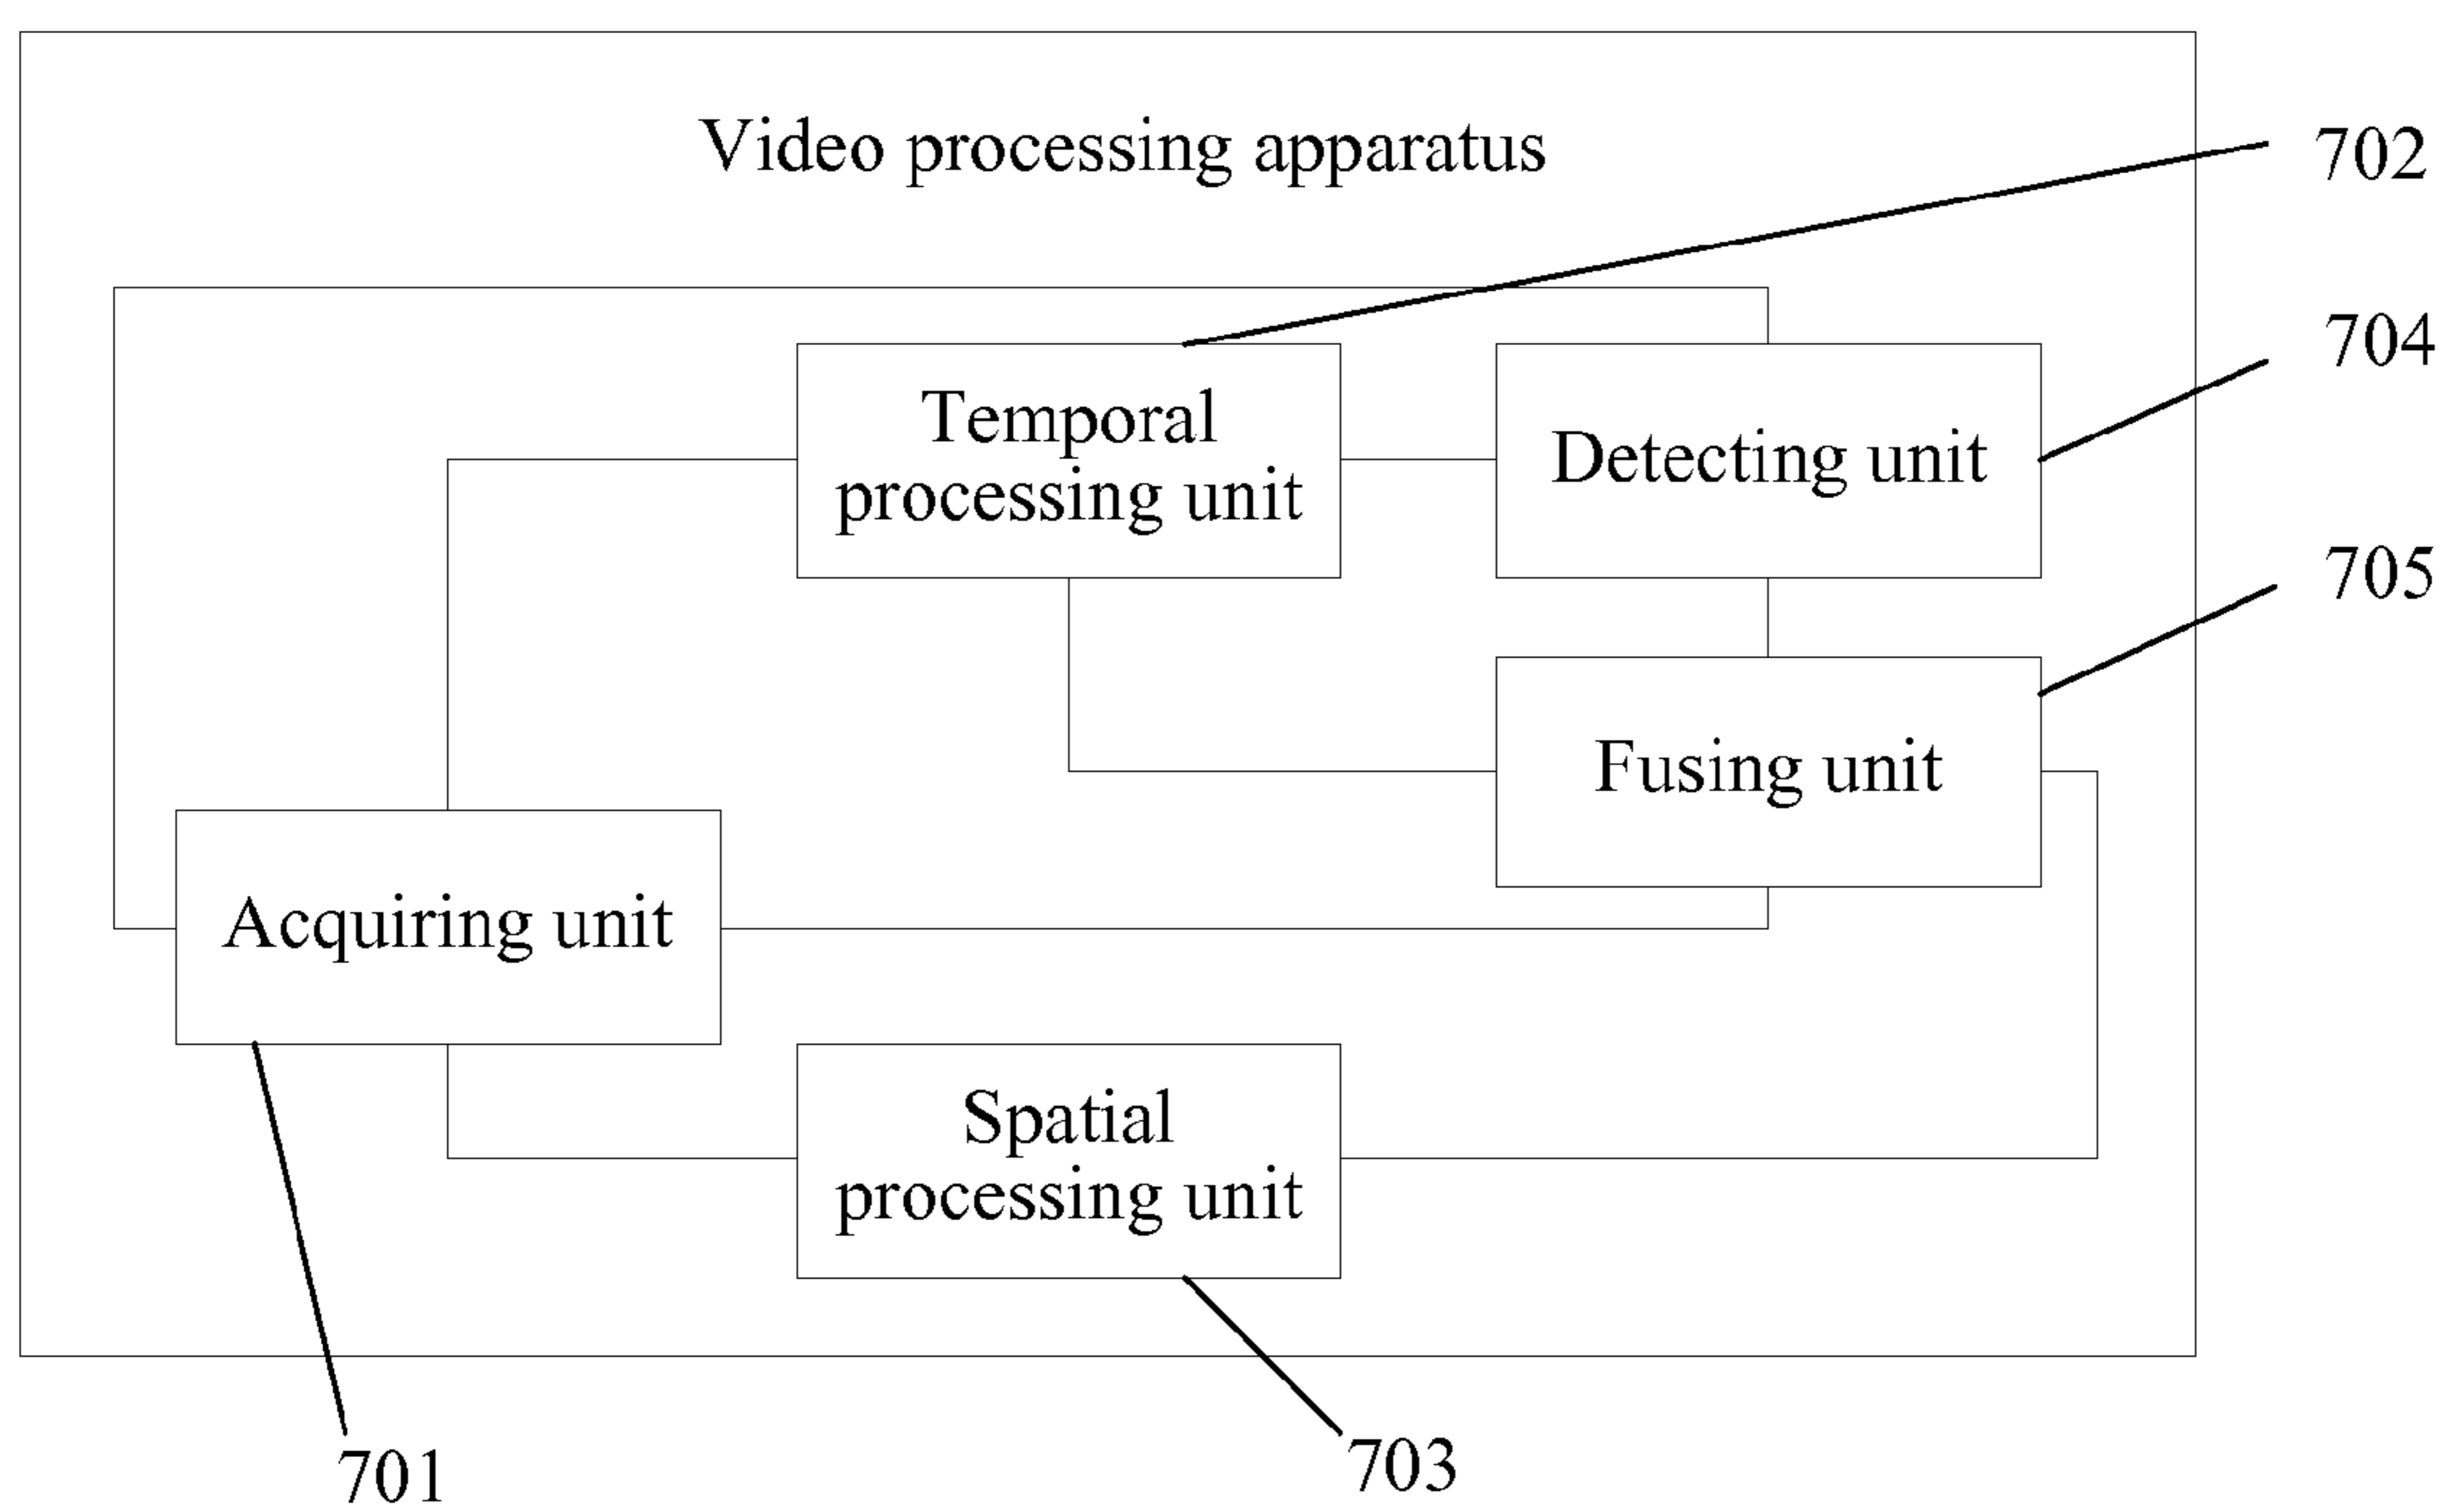 Video processing apparatus
702
704
Temporal
processing unit
Detecting unit
705
Fusing unit
Acquiring unit
Spatial
processing unit
701
703